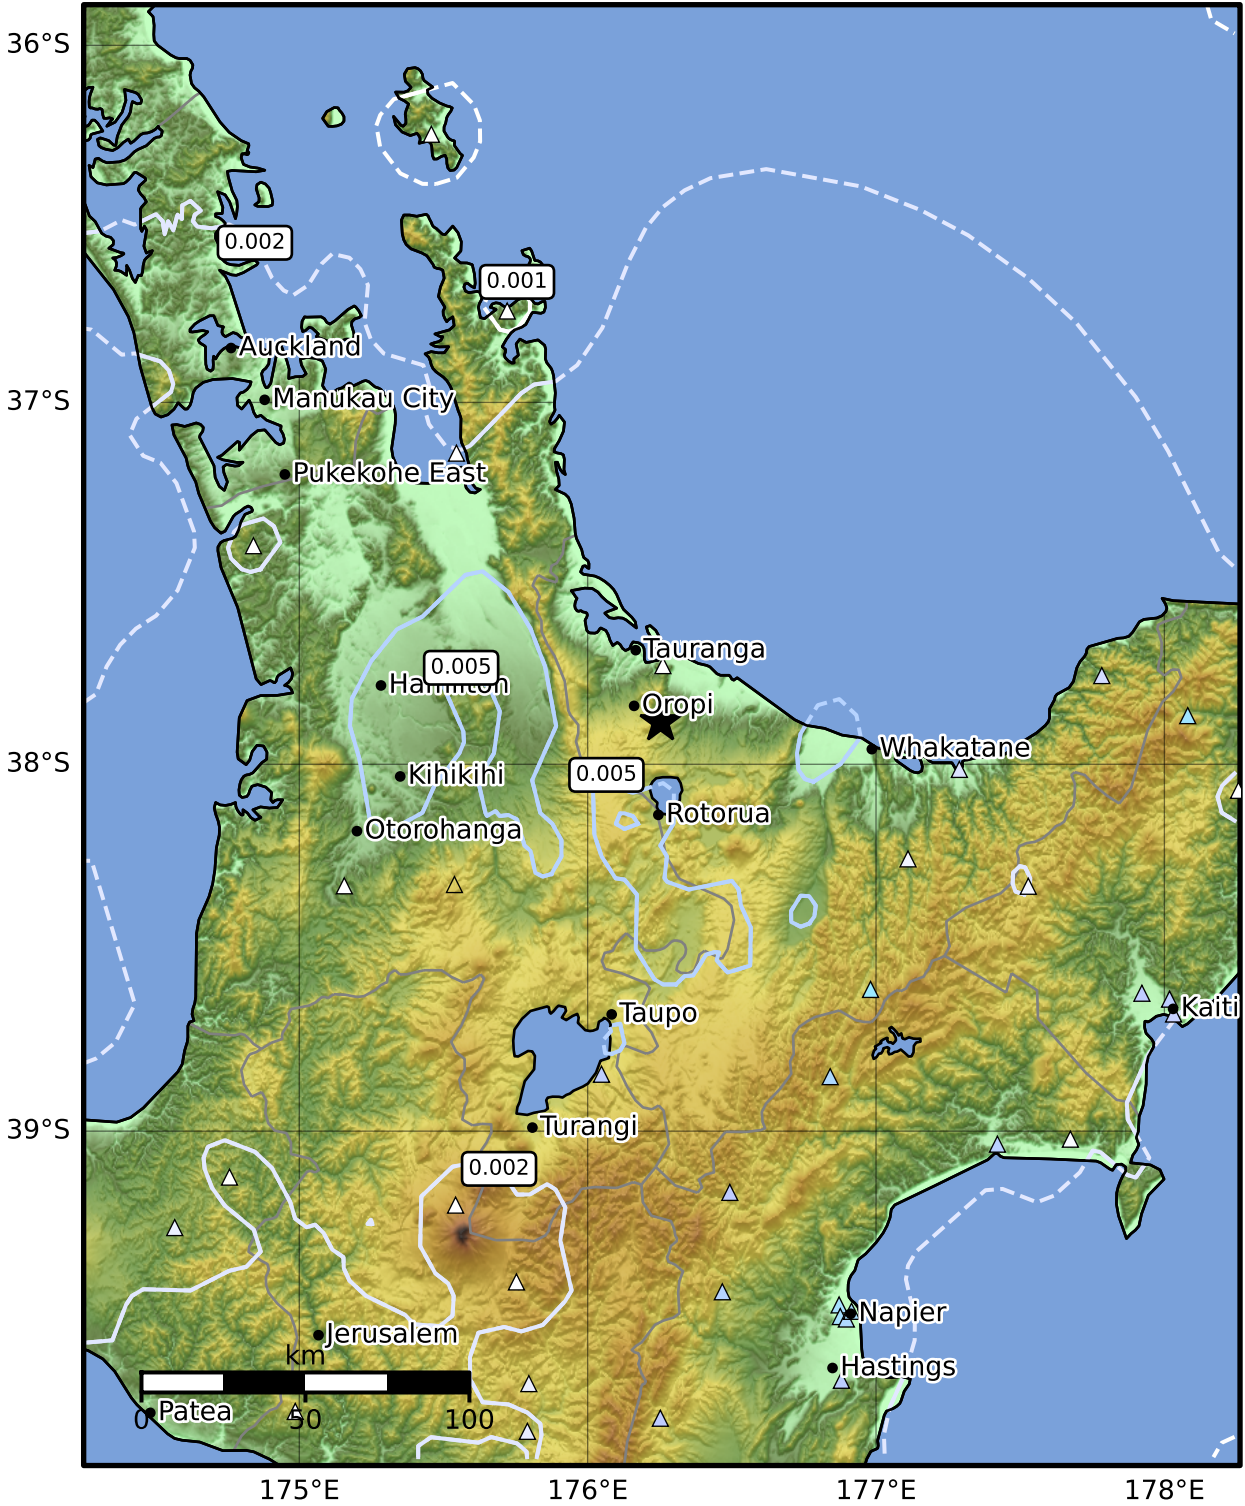 36°S
0.002
0.001
Auckland
37°S
Manukau City
Pukekohe East
Tauranga
0.005
Hamilton
Oropi
Whakatane
38°S
0.005
Kihikihi
Rotorua
Otorohanga
Kaiti
Taupo
39°S
Turangi
0.002
Napier
Jerusalem
km
Hastings
Patea
0 50 100
175°E 176°E 177°E 178°E